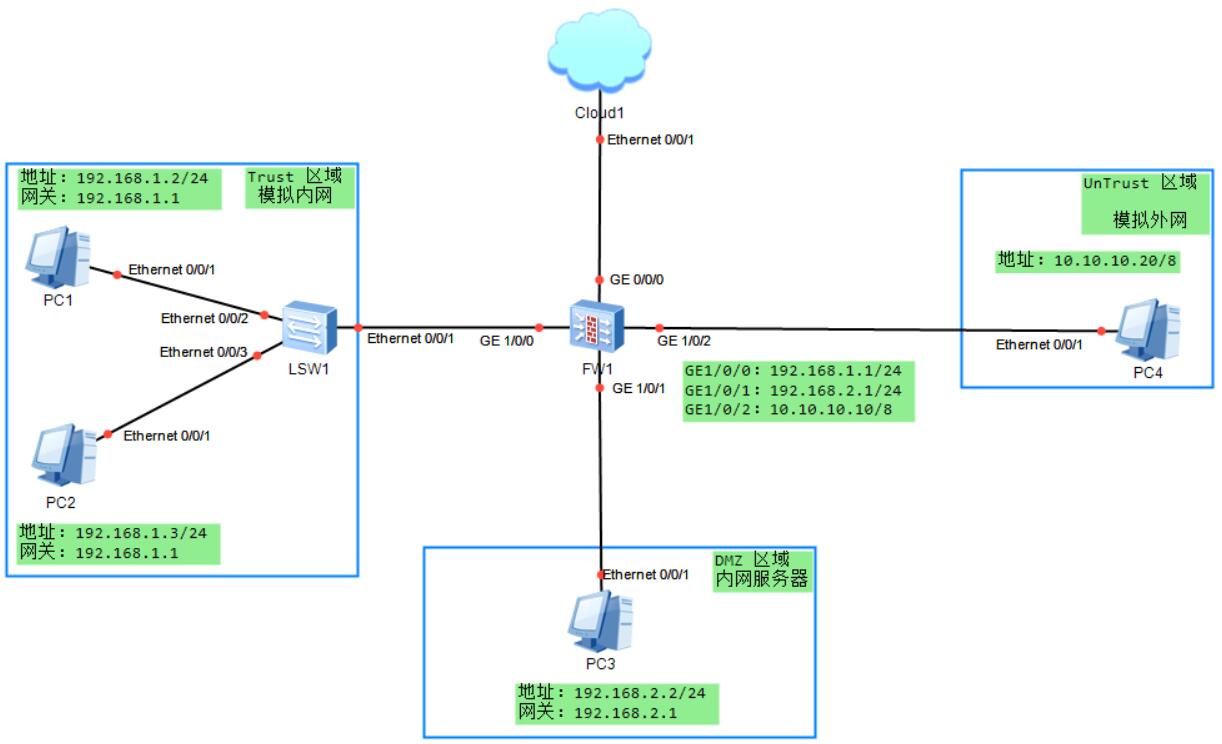 Cloud1
Ethernet 0/0/1
地址：192.168.1.2/24
网关：192.168.1.1
Trust 区域
模拟内网
PC1
Ethernet 0/0/1
Ethernet 0/0/2
Ethernet 0/0/3
LSW1
Ethernet 0/0/1
PC2
Ethernet 0/0/1
地址：192.168.1.3/24
网关：192.168.1.1
GE 0/0/0
GE 1/0/0
FW1
GE 1/0/2
GE 1/0/1
GE1/0/0：192.168.1.1/24
GE1/0/1：192.168.2.1/24
GE1/0/2：10.10.10.10/8
UnTrust 区域
模拟外网
地址：10.10.10.20/8
Ethernet 0/0/1
PC4
DMZ 区域
内网服务器
Ethernet 0/0/1
PC3
地址：192.168.2.2/24
网关：192.168.2.1